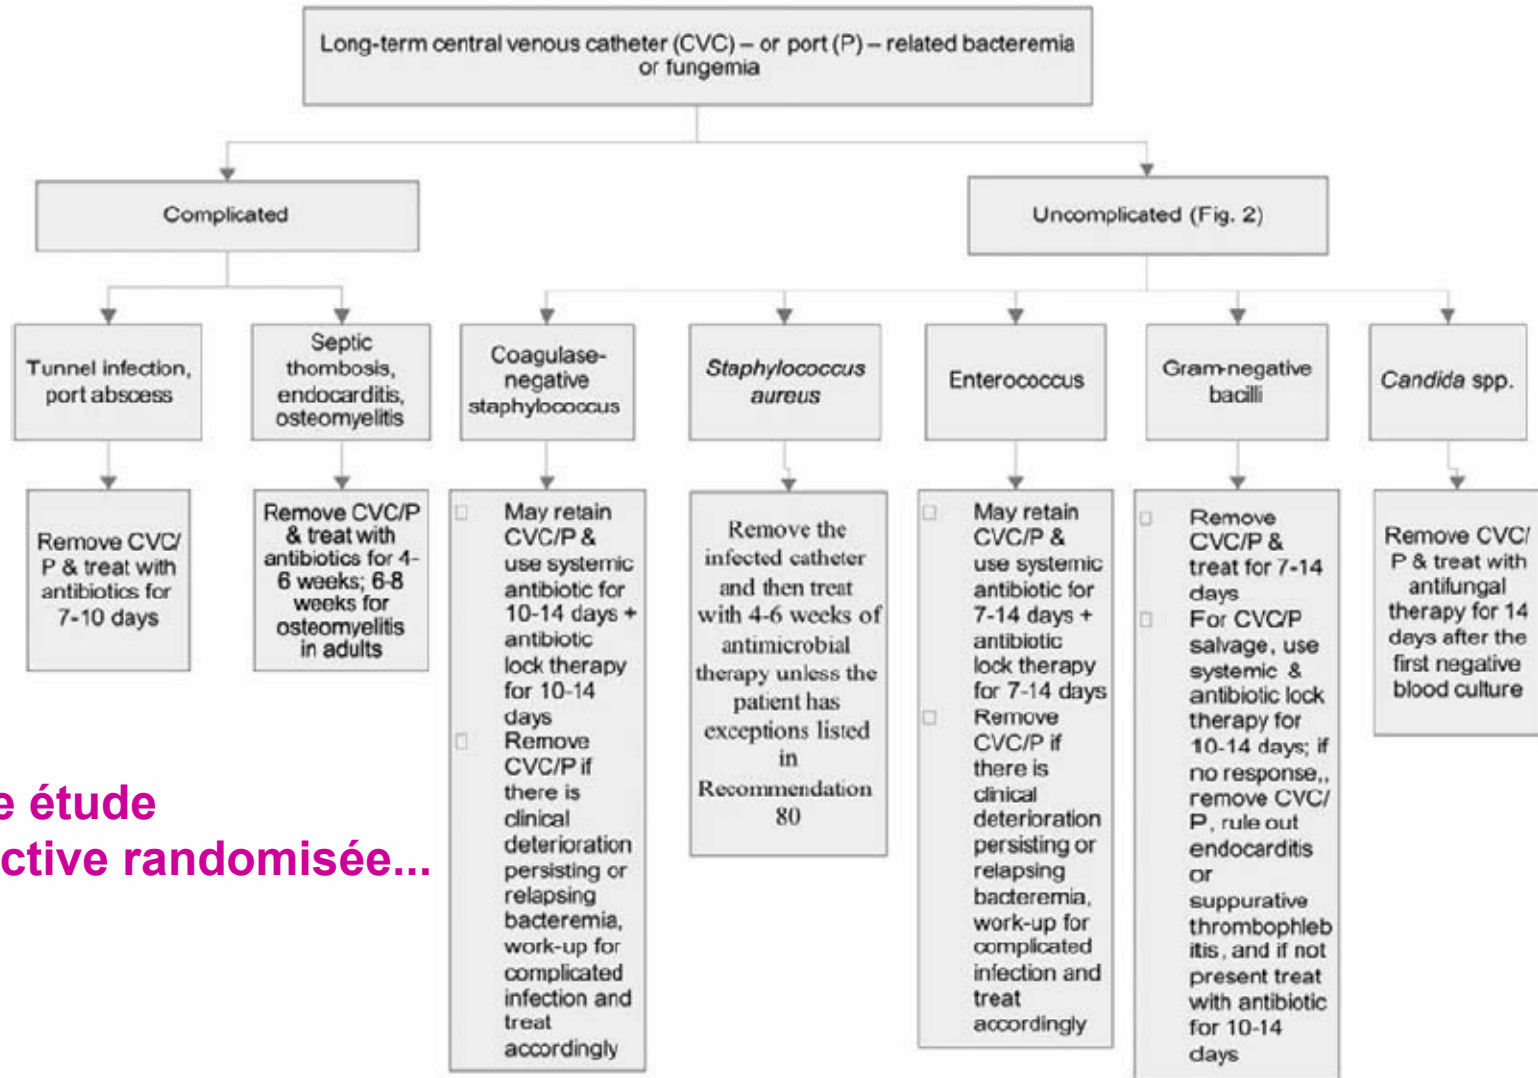 Long-term central venous catheter (CVC) – or port (P) – related bacteremia
or fungemia
Complicated
Uncomplicated (Fig. 2)
Tunnel infection,
port abscess
Septic
thombosis,
endocarditis,
osteomyelitis
Coagulase-
negative
staphylococcus
Staphylococcus
aureus
Enterococcus
Gram-negative
bacilli
Candida spp.
Remove CVC/
P & treat with
antibiotics for
7-10 days
Remove CVC/P
& treat with
antibiotics for 4-
6 weeks; 6-8
weeks for
osteomyelitis
in adults
May retain
CVC/P &
use systemic
antibiotic for
10-14 days +
antibiotic
lock therapy
for 10-14
days
Remove
CVC/P if
there is
clinical
deterioration
persisting or
relapsing
bacteremia,
work-up for
complicated
infection and
treat
accordingly
Remove the
infected catheter
and then treat
with 4-6 weeks of
antimicrobial
therapy unless the
patient has
exceptions listed
in
Recommendation
80
May retain
CVC/P &
use systemic
antibiotic for
7-14 days +
antibiotic
lock therapy
for 7-14 days
Remove
CVC/P if
there is
clinical
deterioration
persisting or
relapsing
bacteremia,
work-up for
complicated
infection and
treat
accordingly
Remove
CVC/P &
treat for 7-14
days
For CVC/P
salvage, use
systemic &
antibiotic lock
therapy for
10-14 days; if
no response,,
remove CVC/
P, rule out
endocarditis
or
suppurative
thrombophleb
itis, and if not
present treat
with antibiotic
for 10-14
days
Remove CVC/
P & treat with
antifungal
therapy for 14
days after the
first negative
blood culture
e étude
ctive randomisée...